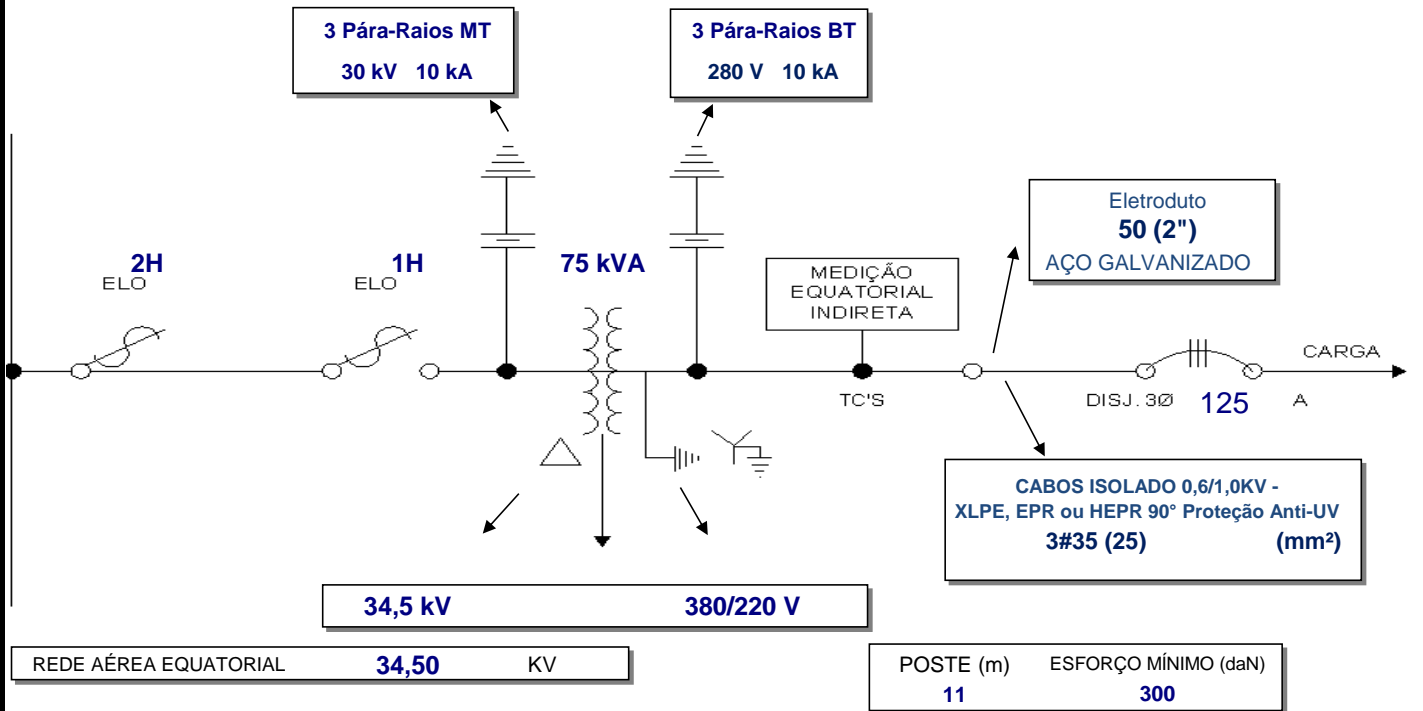 3 Pára-Raios MT
30 kV 10 kA
3 Pára-Raios BT
280 V 10 kA
Eletroduto
50 (2")
AÇO GALVANIZADO
2H
ELO
1H
ELO
75 kVA
MEDIÇÃO
EQUATORIAL
INDIRETA
CARGA
TC'S
DISJ. 3Ø 125 A
CABOS ISOLADO 0,6/1,0KV -
XLPE, EPR ou HEPR 90° Proteção Anti-UV
3#35 (25) (mm²)
34,5 kV 380/220 V
REDE AÉREA EQUATORIAL 34,50 KV
POSTE (m) ESFORÇO MÍNIMO (daN)
11 300